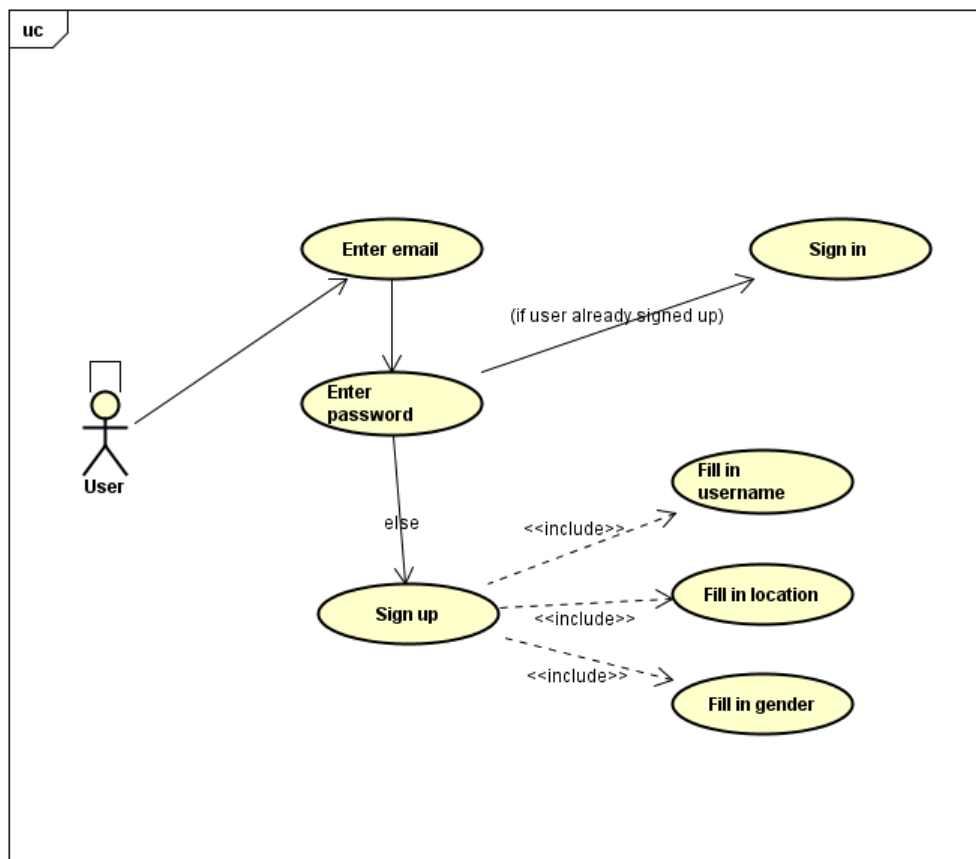 uc
Enter email
Sign in
(if user already signed up)
Enter
password
User
Fill in
username
else
<<include>>
Fill in location
Sign up
<<include>>
<<include>>
Fill in gender